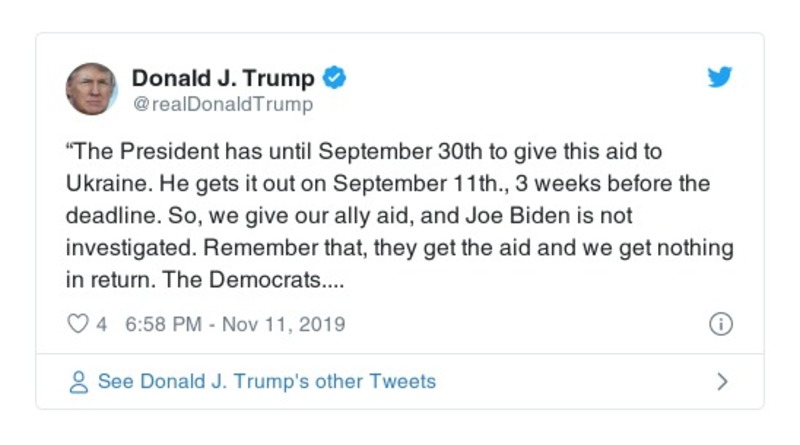 Donald J. Trump
@realDonaldTrump
“The President has until September 30th to give this aid to
Ukraine. He gets it out on September 11th., 3 weeks before the
deadline. So, we give our ally aid, and Joe Biden is not
investigated. Remember that, they get the aid and we get nothing
in return. The Democrats....
4 6:58 PM - Nov 11, 2019
See Donald J. Trump's other Tweets